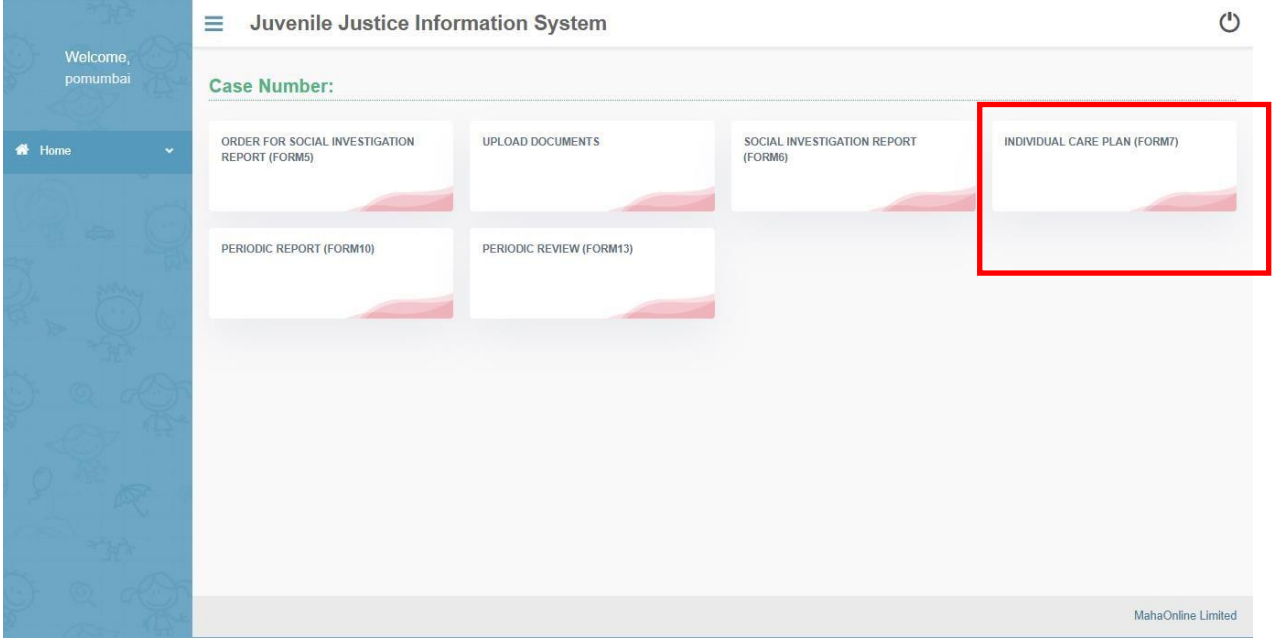 Juvenile Justice Information System
Welcome,
pomumbai
Case Number:
Home
ORDER FOR SOCIAL INVESTIGATION
REPORT (FORM5)
UPLOAD DOCUMENTS
SOCIAL INVESTIGATION REPORT
(FORM6)
INDIVIDUAL CARE PLAN (FORM7)
PERIODIC REPORT (FORM10)
PERIODIC REVIEW (FORM13)
MahaOnline Limited